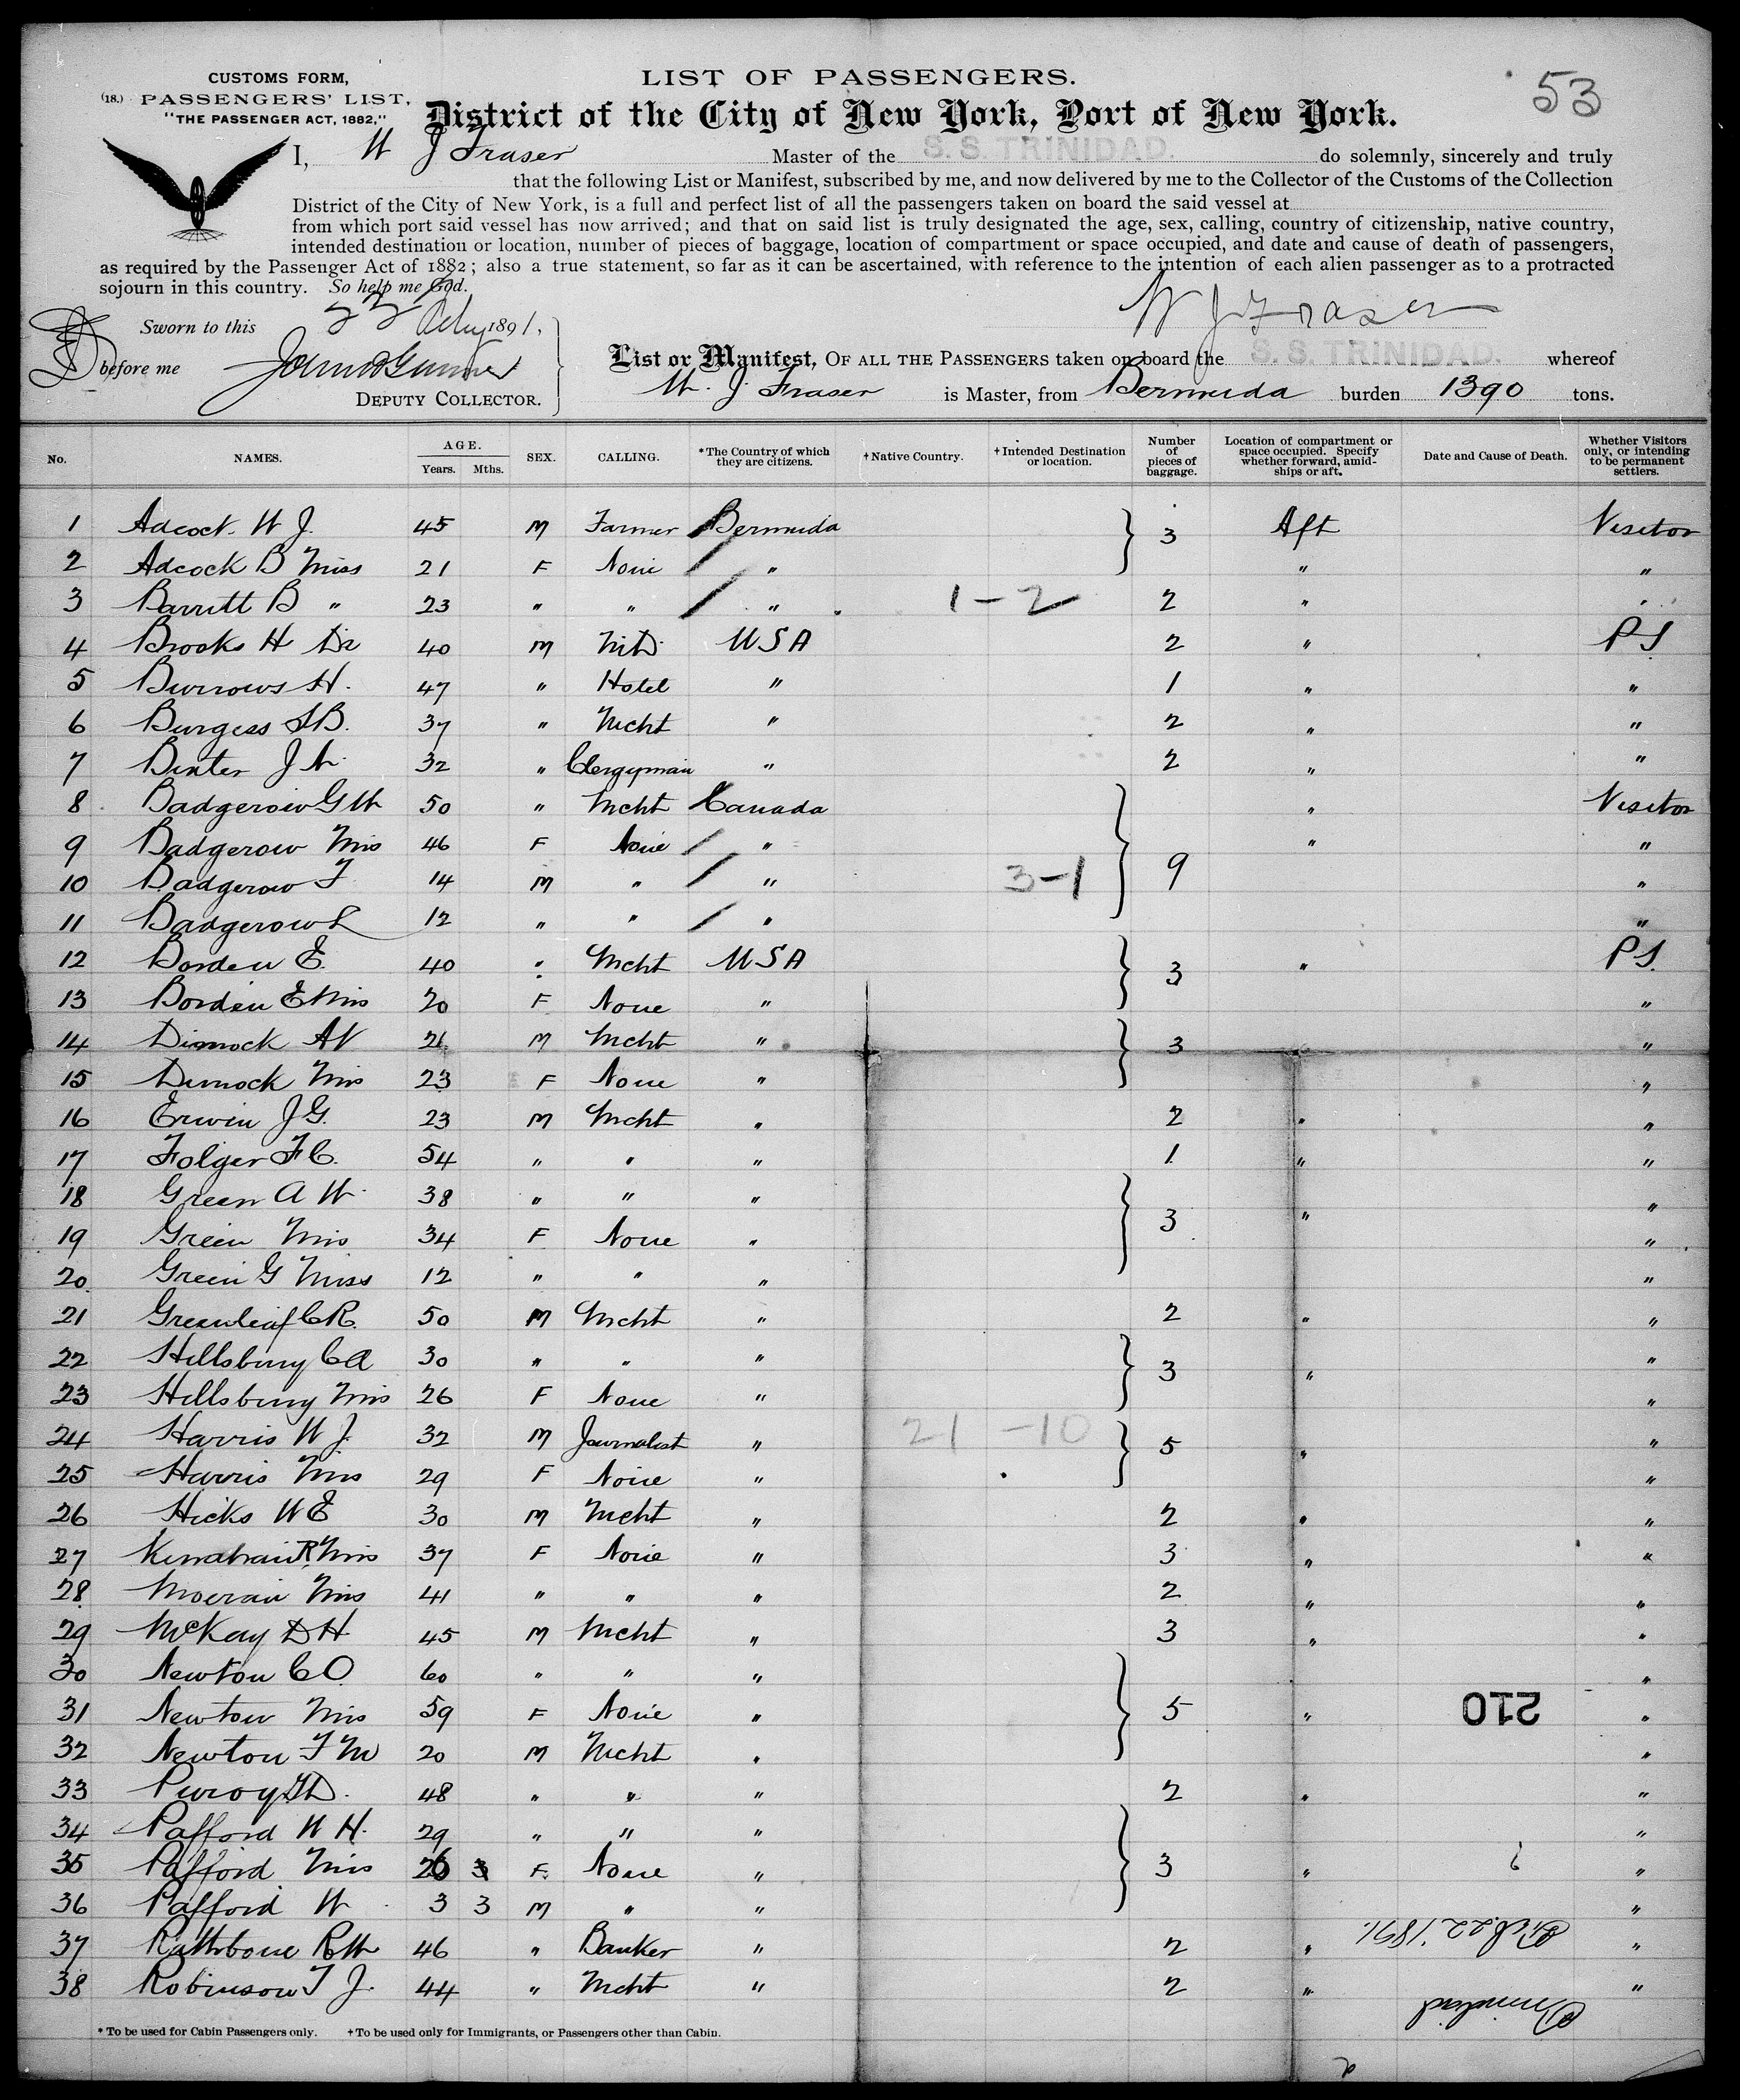 53
CUSTOMS FORM,
(18.) PASSENGERS' LIST,
"THE PASSENGER ACT, 1882,"
LIST OF PASSENGERS.
District of the City of New York, Port of New York.
I, W J Fraser Master of the S. S. TRINIDAD. do solemnly, sincerely and truly
that the following List or Manifest, subscribed by me, and now delivered by me to the Collector of the Customs of the Collection
District of the City of New York, is a full and perfect list of all the passengers taken on board the said vessel at
from which port said vessel has now arrived; and that on said list is truly designated the age, sex, calling, country of citizenship, native country,
intended destination or location, number of pieces of baggage, location of compartment or space occupied, and date and cause of death of passengers,
as required by the Passenger Act of 1882; also a true statement, so far as it can be ascertained, with reference to the intention of each alien passenger as to a protracted
sojourn in this country. So help me God.
W J Fraser
Sworn to this 22 1891,
before me
DEPUTY COLLECTOR.
List or Manifest, OF ALL THE PASSENGERS taken on board the S. S. TRINIDAD. whereof
W. J. Fraser is Master, from Bermuda burden 1390 tons.
No. NAMES. AGE. Years. Mths. SEX. CALLING. *The Country of which they are citizens. †Native Country. †Intended Destination or location. Number of pieces of baggage. Location of compartment or space occupied. Specify whether forward, amidships or aft. Date and Cause of Death. Whether Visitors only, or intending to be permanent settlers.
1 Adcock W J. 45 M Farmer Bermuda 3 Aft Visitor
2 Adcock B Miss 21 F None " " "
3 Barritt B " 23 " " " 1-2 2 " "
4 Brooks H Dr 40 M M.D. USA 2 " PS
5 Burrows H. 47 " Hotel " 1 " "
6 Burgess S B. 37 " Mcht " 2 " "
7 J A. 32 " Clergyman " 2 " "
8 Badgerow G W 50 " Mcht Canada " Visitor
9 Badgerow Mrs 46 F None " " "
10 Badgerow F 14 M " " 3-1 9 "
11 Badgerow L 12 " " " "
12 Borden E. 40 " Mcht USA 3 " PS.
13 Borden E Mrs 20 F None " "
14 Dimock A V 26 M Mcht " 3 "
15 Dimock Mrs 23 F None " "
16 Erwin J G. 23 M Mcht " 2 " "
17 Folger F C. 54 " " " 1 " "
18 Green A W. 38 " " " "
19 Green Mrs 34 F None " 3 " "
20 Green G Miss 12 " " " "
21 Greenleaf C R. 50 M Mcht " 2 " "
22 Hillsbury C A 30 " " " 3 " "
23 Hillsbury Mrs 26 F None " "
24 Harris W J. 32 M Journalist " 21 -10 5 " "
25 Harris Mrs 29 F None " "
26 Hicks W E 30 M Mcht " 2 " "
27 Mrs 37 F None " 3 " "
28 Moeran Mrs 41 " " " 2 " "
29 McKay D H 45 M Mcht " 3 " "
30 Newton C O. 60 " " " "
31 Newton Mrs 59 F None " 5 " 210 "
32 Newton F M 20 M Mcht " "
33 48 " " " 2 " "
34 Pafford W H. 29 " " " "
35 Pafford Mrs 26 F. None " 3 " "
36 Pafford W 3 3 M " " "
37 Rathbone R W 46 " Banker " 2 " Feb. 22, 1891. "
38 Robinson T J. 44 " Mcht " 2 " "
Trinidad
* To be used for Cabin Passengers only. † To be used only for Immigrants, or Passengers other than Cabin.